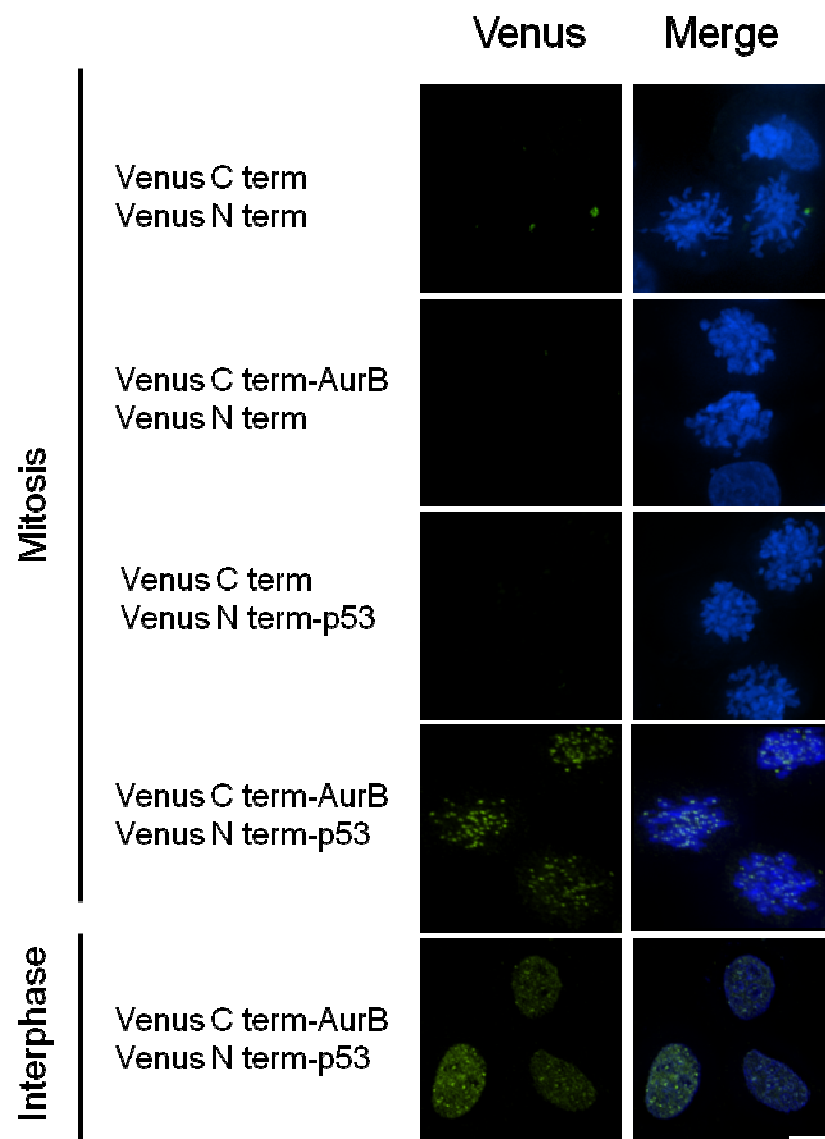 Venus Merge
Mitosis
Venus C term
Venus N term
Venus C term-AurB
Venus N term
Venus C term
Venus N term-p53
Venus C term-AurB
Venus N term-p53
Interphase
Venus C term-AurB
Venus N term-p53